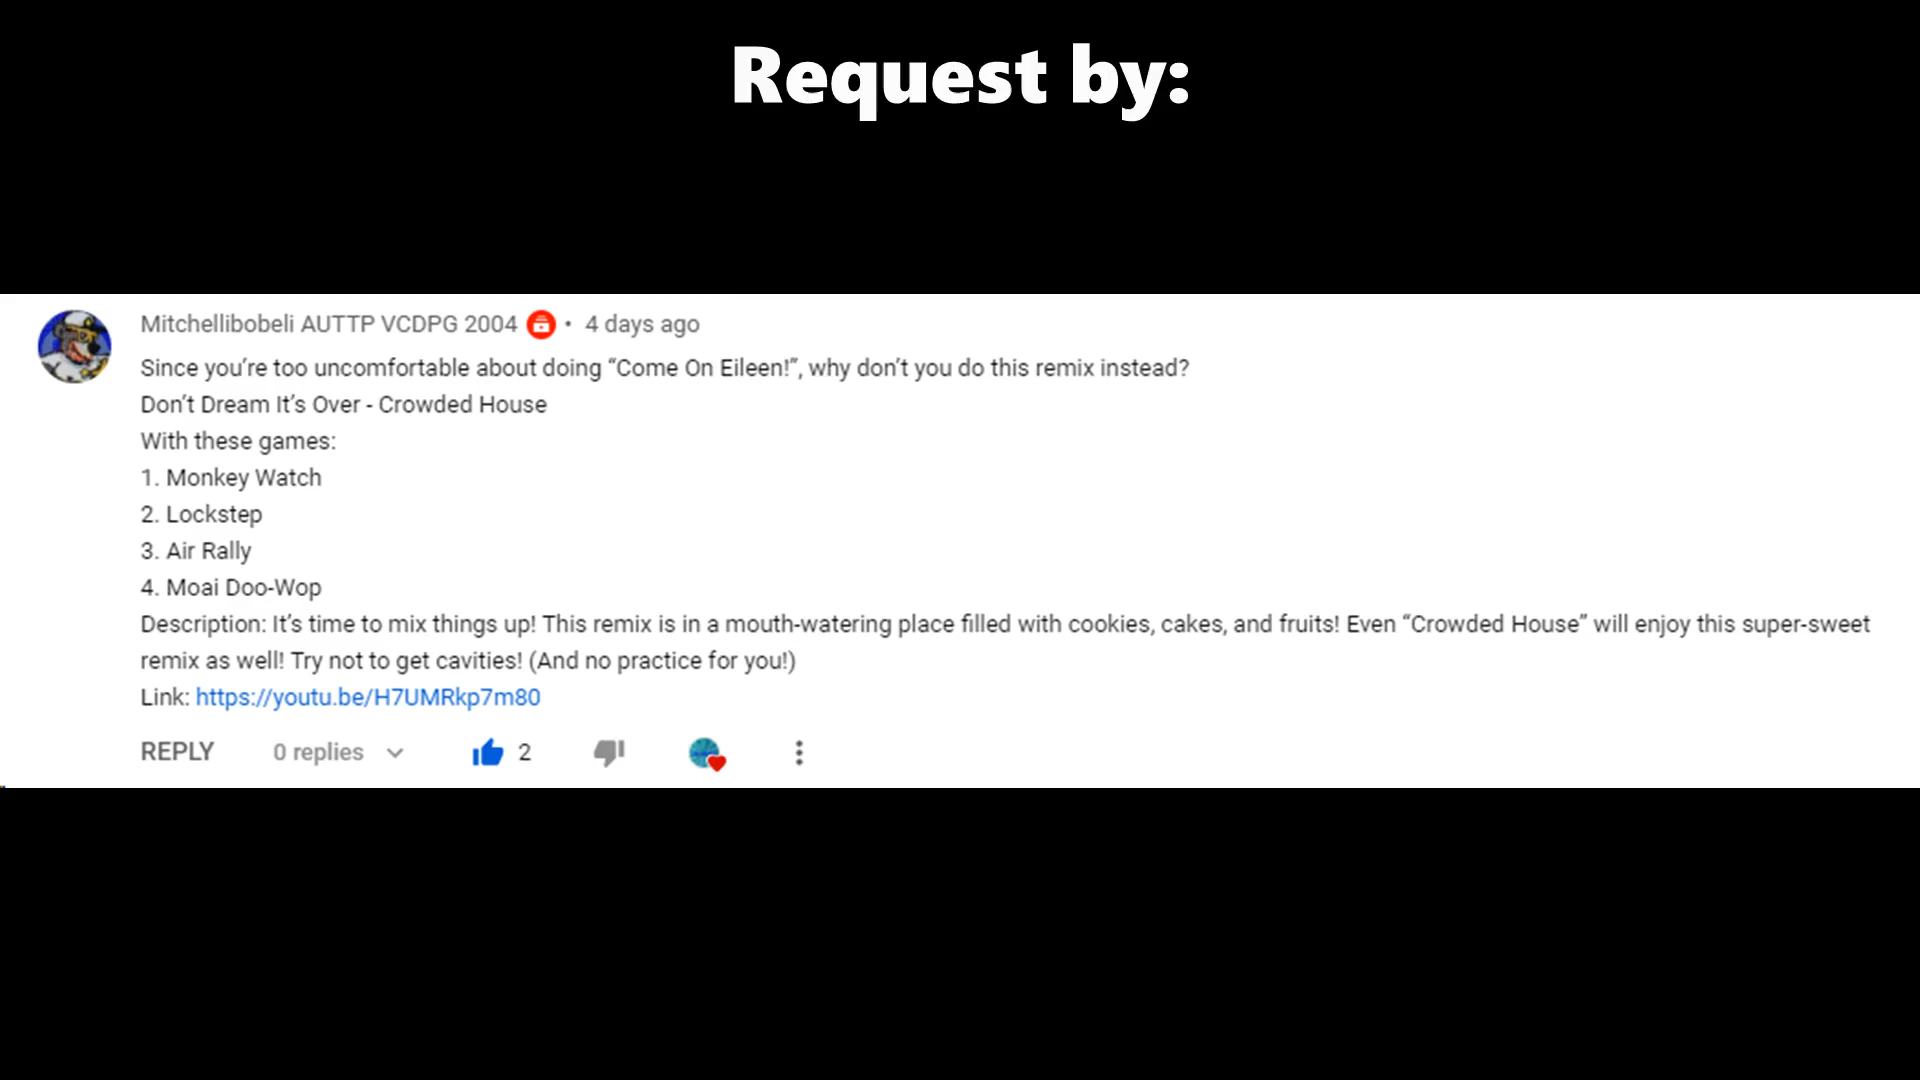 Request by:
Mitchellibobeli AUTTP VCDPG 2004 • 4 days ago
Since you’re too uncomfortable about doing “Come On Eileen!”, why don’t you do this remix instead?
Don’t Dream It’s Over - Crowded House
With these games:
1. Monkey Watch
2. Lockstep
3. Air Rally
4. Moai Doo-Wop
Description: It’s time to mix things up! This remix is in a mouth-watering place filled with cookies, cakes, and fruits! Even “Crowded House” will enjoy this super-sweet
remix as well! Try not to get cavities! (And no practice for you!)
Link: https://youtu.be/H7UMRkp7m80
REPLY 0 replies 2